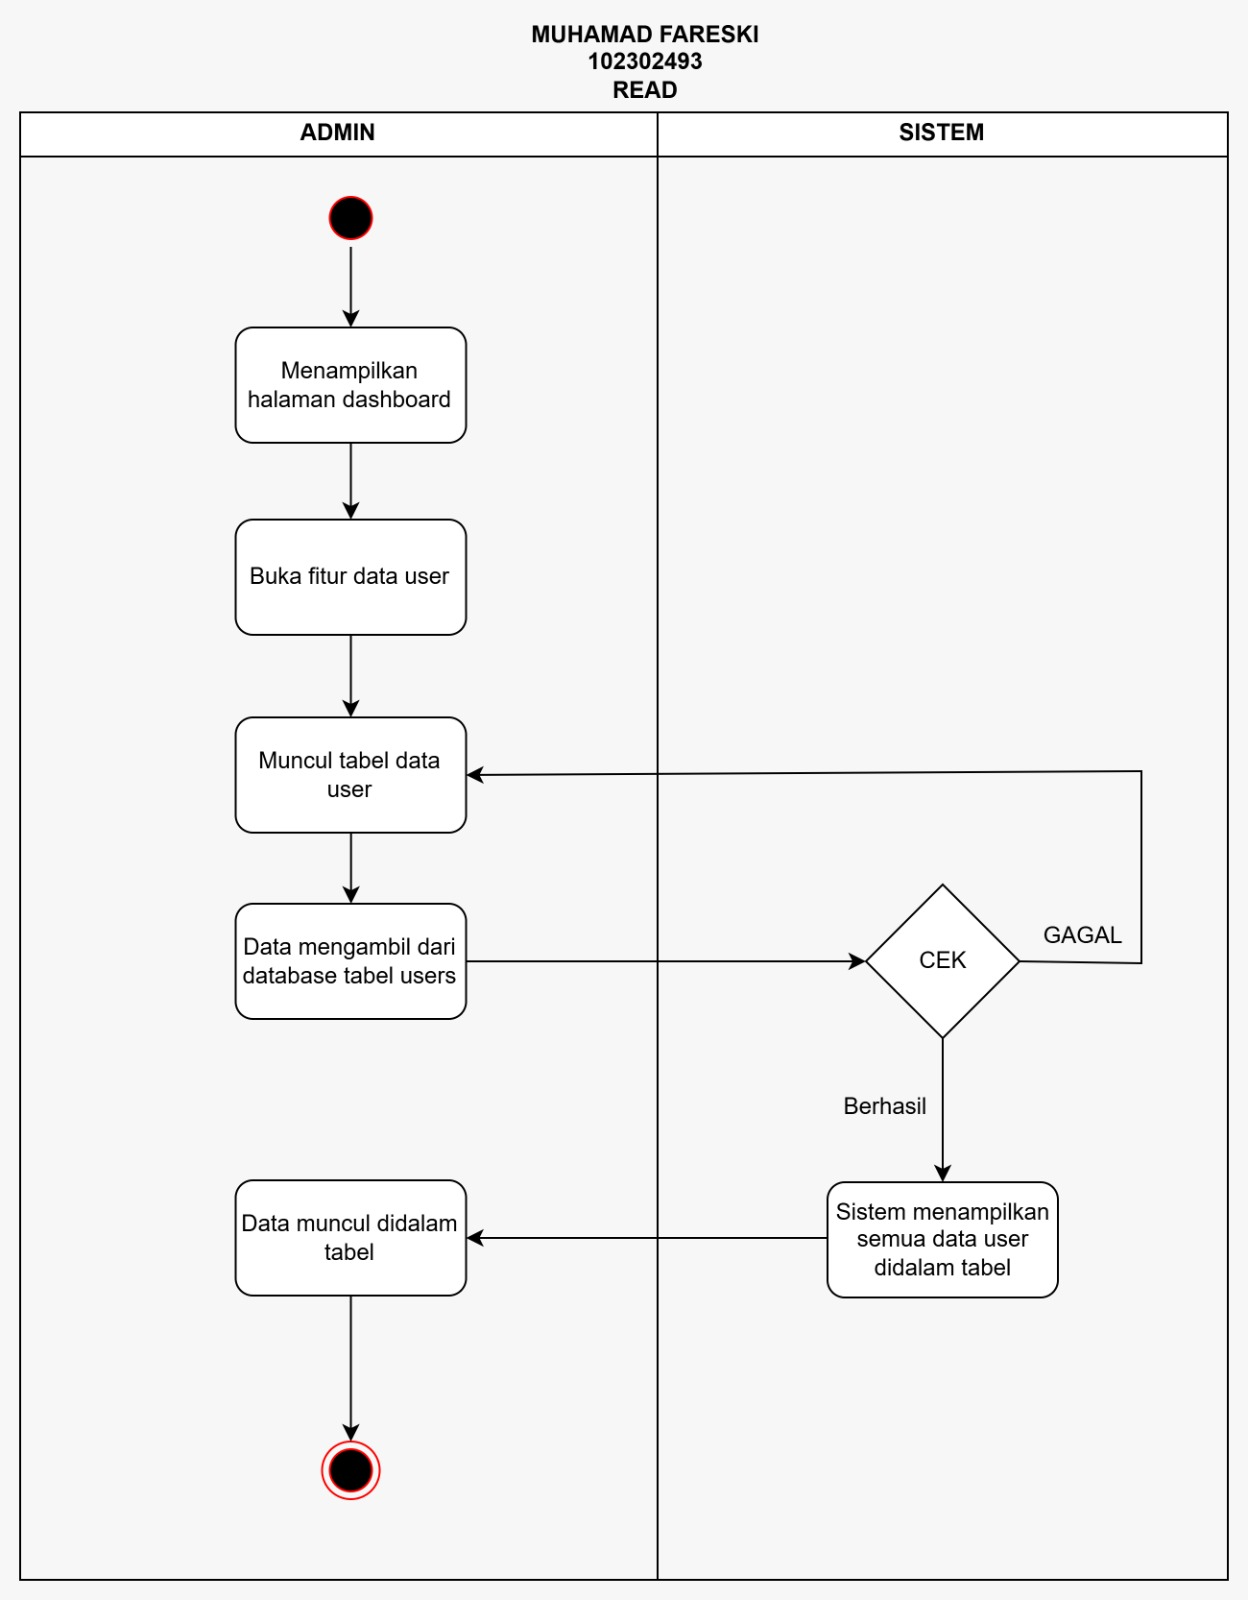 MUHAMAD FARESKI
102302493
READ
ADMIN
SISTEM
Menampilkan
halaman dashboard
Buka fitur data user
Muncul tabel data
user
Data mengambil dari
database tabel users
CEK
GAGAL
Berhasil
Sistem menampilkan
semua data user
didalam tabel
Data muncul didalam
tabel